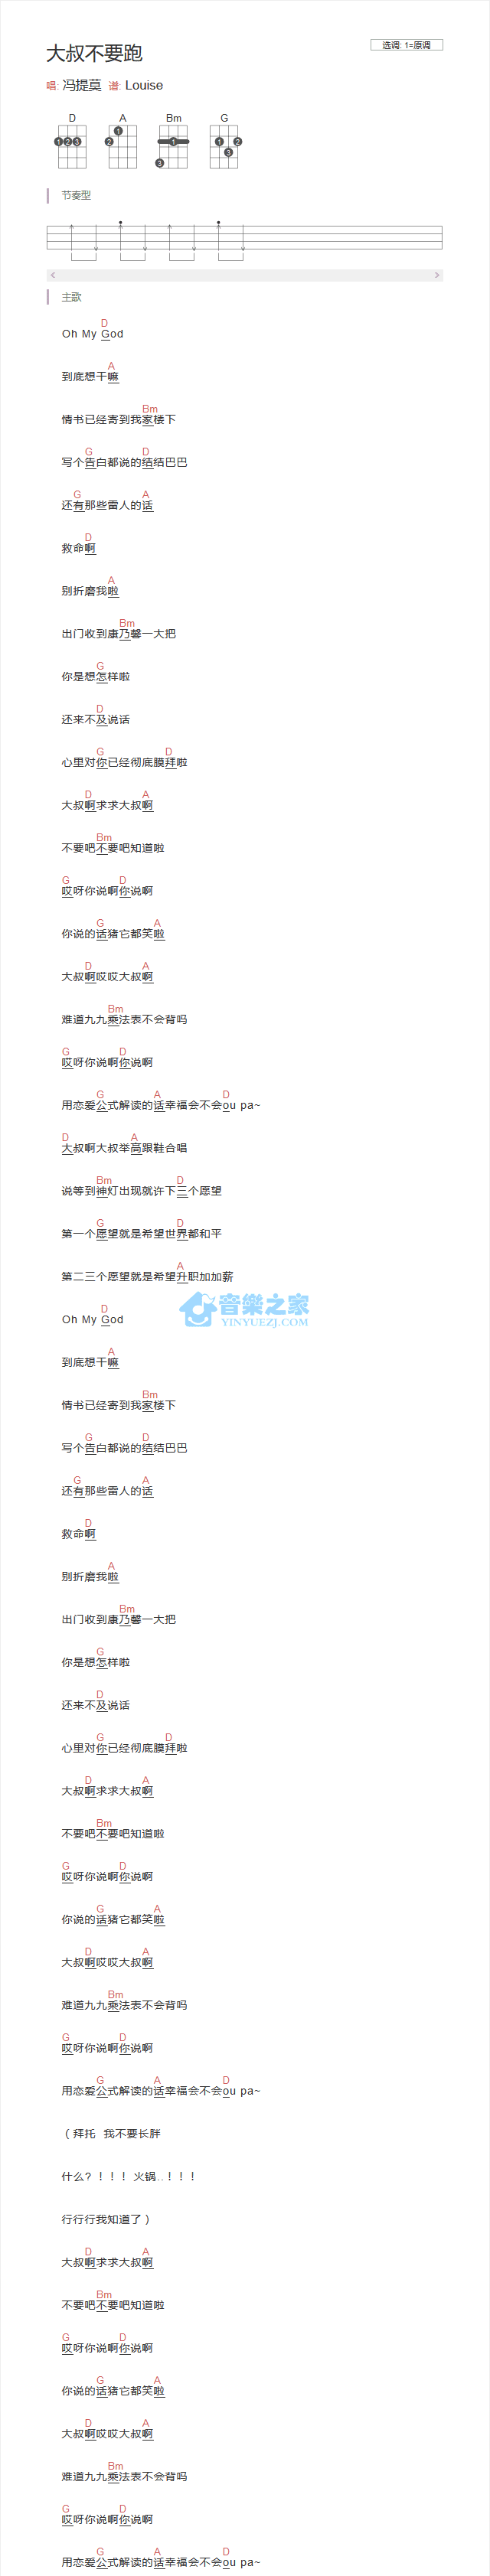 大叔不要跑
选调: 1=原调
唱: 冯提莫 谱: Louise
D A Bm G
1 2 3 2 1 1 3 1 2 3
节奏型
主歌
D
Oh My God
A
到底想干嘛
Bm
情书已经寄到我家楼下
G D
写个告白都说的结结巴巴
G A
还有那些雷人的话
D
救命啊
A
别折磨我啦
Bm
出门收到康乃馨一大把
G
你是想怎样啦
D
还来不及说话
G D
心里对你已经彻底膜拜啦
D A
大叔啊求求大叔啊
Bm
不要吧不要吧知道啦
G D
哎呀你说啊你说啊
G A
你说的话猪它都笑啦
D A
大叔啊哎哎大叔啊
Bm
难道九九乘法表不会背吗
G D
哎呀你说啊你说啊
G A D
用恋爱公式解读的话幸福会不会ou pa~
D A
大叔啊大叔举高跟鞋合唱
Bm D
说等到神灯出现就许下三个愿望
G D
第一个愿望就是希望世界都和平
A
第二三个愿望就是希望升职加加薪
音樂之家
YINYUEZJ.COM
D
Oh My God
A
到底想干嘛
Bm
情书已经寄到我家楼下
G D
写个告白都说的结结巴巴
G A
还有那些雷人的话
D
救命啊
A
别折磨我啦
Bm
出门收到康乃馨一大把
G
你是想怎样啦
D
还来不及说话
G D
心里对你已经彻底膜拜啦
D A
大叔啊求求大叔啊
Bm
不要吧不要吧知道啦
G D
哎呀你说啊你说啊
G A
你说的话猪它都笑啦
D A
大叔啊哎哎大叔啊
Bm
难道九九乘法表不会背吗
G D
哎呀你说啊你说啊
G A D
用恋爱公式解读的话幸福会不会ou pa~
（拜托 我不要长胖
什么? ！！！火锅..！！！
行行行我知道了）
D A
大叔啊求求大叔啊
Bm
不要吧不要吧知道啦
G D
哎呀你说啊你说啊
G A
你说的话猪它都笑啦
D A
大叔啊哎哎大叔啊
Bm
难道九九乘法表不会背吗
G D
哎呀你说啊你说啊
G A D
用恋爱公式解读的话幸福会不会ou pa~